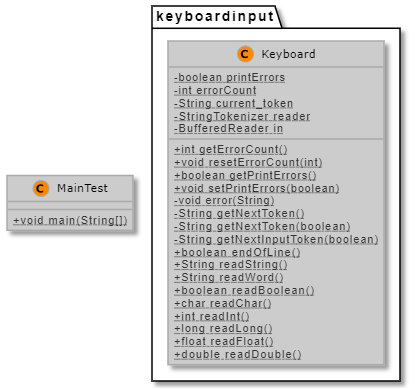 keyboardinput
C Keyboard
-boolean printErrors
-int errorCount
-String current_token
-StringTokenizer reader
-BufferedReader in
+int getErrorCount()
+void resetErrorCount(int)
+boolean getPrintErrors()
+void setPrintErrors(boolean)
-void error(String)
-String getNextToken()
-String getNextToken(boolean)
-String getNextInputToken(boolean)
+boolean endOfLine()
+String readString()
+String readWord()
+boolean readBoolean()
+char readChar()
+int readInt()
+long readLong()
+float readFloat()
+double readDouble()
C MainTest
+void main(String[])